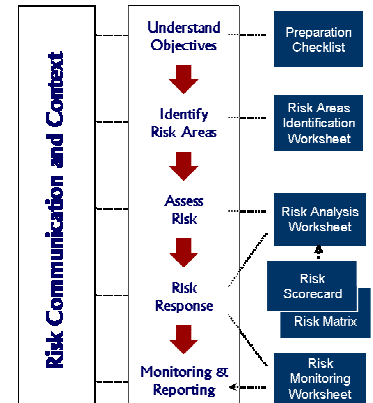 Risk Communication and Context
Understand
Objectives
Identify
Risk Areas
Assess
Risk
Risk
Response
Monitoring &
Reporting
Preparation
Checklist
Risk Areas
Identification
Worksheet
Risk Analysis
Worksheet
Risk
Scorecard
Risk Matrix
Risk
Monitoring
Worksheet